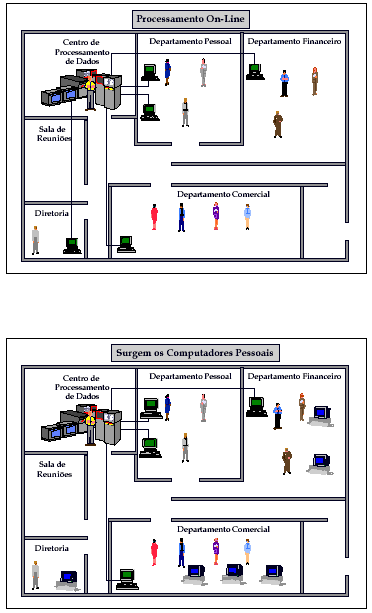 Processamento On-Line
Centro de
Processamento
de Dados
Departamento Pessoal
Departamento Financeiro
Sala de
Reuniões
Departamento Comercial
Diretoria
Surgem os Computadores Pessoais
Centro de
Processamento
de Dados
Departamento Pessoal
Departamento Financeiro
Sala de
Reuniões
Departamento Comercial
Diretoria